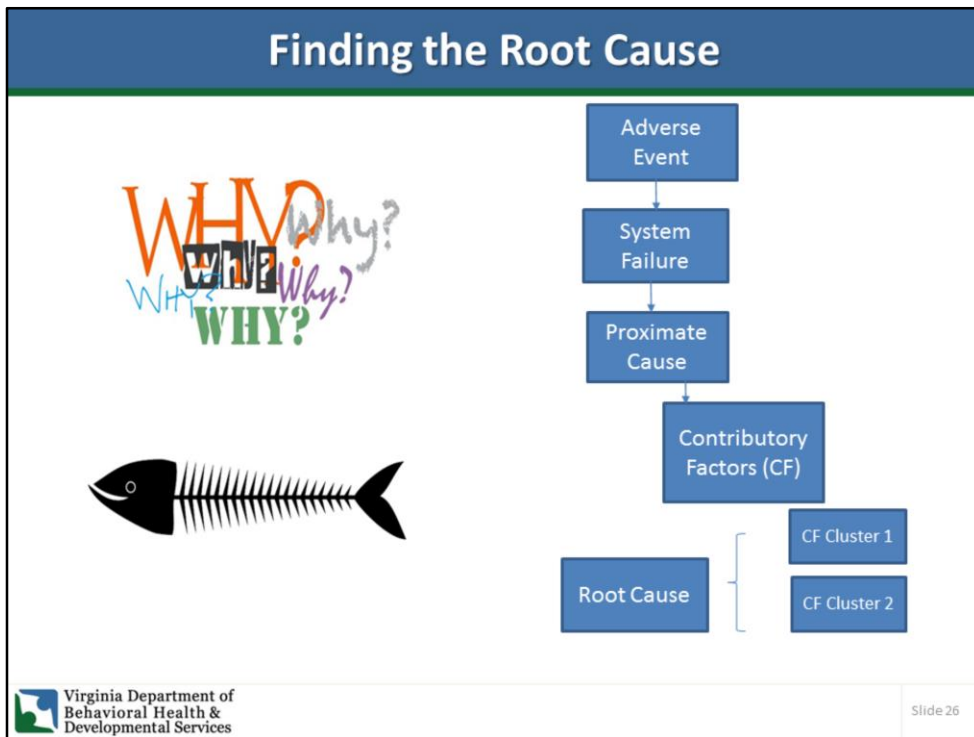 Finding the Root Cause
WHY?
Why?
WhY?
WHY?
Why?
WHY?
Adverse
Event
System
Failure
Proximate
Cause
Contributory
Factors (CF)
CF Cluster 1
Root Cause
CF Cluster 2
Virginia Department of
Behavioral Health &
Developmental Services
Slide 26